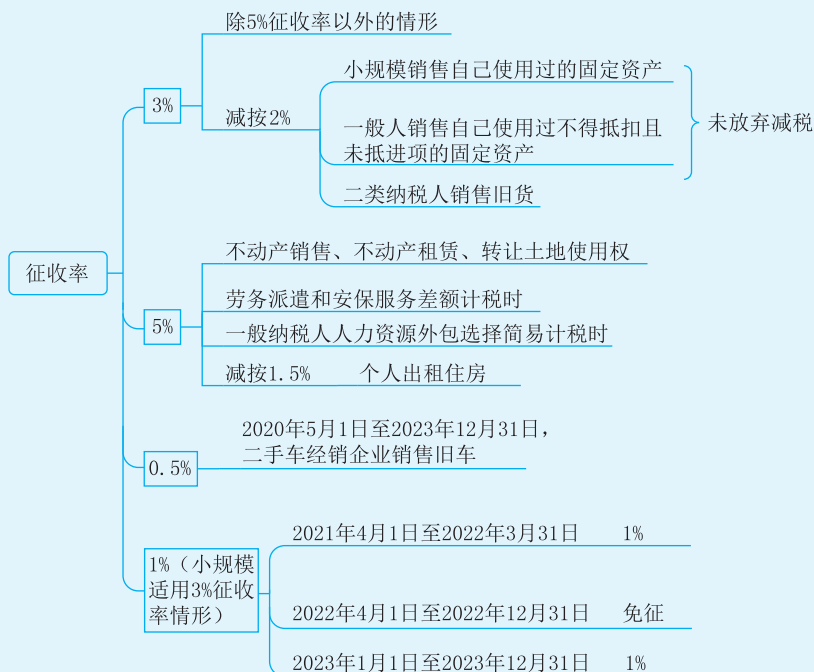 除5%征收率以外的情形
小规模销售自己使用过的固定资产
3%
减按2%
一般人销售自己使用过不得抵扣且
未抵进项的固定资产
未放弃减税
二类纳税人销售旧货
征收率
不动产销售、不动产租赁、转让土地使用权
劳务派遣和安保服务差额计税时
5%
一般纳税人人力资源外包选择简易计税时
减按1.5% 个人出租住房
2020年5月1日至2023年12月31日，
二手车经销企业销售旧车
0.5%
2021年4月1日至2022年3月31日 1%
1%（小规模
适用3%征收
率情形）
2022年4月1日至2022年12月31日 免征
2023年1月1日至2023年12月31日 1%